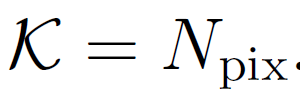 𝒦 = N_pix.